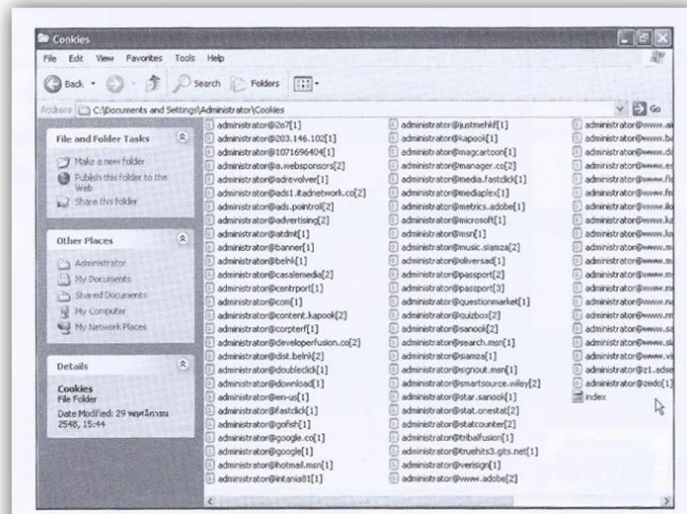 Cookies
File Edit View Favorites Tools Help
Back Search Folders
Address C:\Documents and Settings\Administrator\Cookies Go
File and Folder Tasks
Make a new folder
Publish this folder to the Web
Share this folder
Other Places
Administrator
My Documents
Shared Documents
My Computer
My Network Places
Details
Cookies
File Folder
Date Modified: 29 พฤศจิกายน
2548, 15:44
administrator@2o7[1]
administrator@203.146.102[1]
administrator@1071696404[1]
administrator@a.websponsors[2]
administrator@adrevolver[1]
administrator@ads1.itadnetwork.co[2]
administrator@ads.pointroll[2]
administrator@advertising[2]
administrator@atdmt[1]
administrator@banner[1]
administrator@belnk[1]
administrator@casalemedia[2]
administrator@centrport[1]
administrator@com[1]
administrator@content.kapook[2]
administrator@corpterf[1]
administrator@developerfusion.co[2]
administrator@dist.belnk[2]
administrator@doubleclick[1]
administrator@download[1]
administrator@en-us[1]
administrator@fastclick[1]
administrator@gofish[1]
administrator@google.co[1]
administrator@google[1]
administrator@hotmail.msn[1]
administrator@intania81[1]
administrator@justmehkf[1]
administrator@kapook[1]
administrator@magcartoon[1]
administrator@manager.co[2]
administrator@media.fastclick[1]
administrator@mediaplex[1]
administrator@metrics.adobe[1]
administrator@microsoft[1]
administrator@msn[1]
administrator@music.siamza[2]
administrator@oliversad[1]
administrator@passport[2]
administrator@passport[3]
administrator@questionmarket[1]
administrator@quizbox[2]
administrator@sanook[2]
administrator@search.msn[1]
administrator@siamza[1]
administrator@signout.msn[1]
administrator@smartsource.wiley[2]
administrator@star.sanook[1]
administrator@stat.onestat[2]
administrator@statcounter[2]
administrator@tribalfusion[1]
administrator@truehits3.gits.net[1]
administrator@verisign[1]
administrator@www.adobe[2]
administrator@z1.adse
administrator@zedo[1]
index